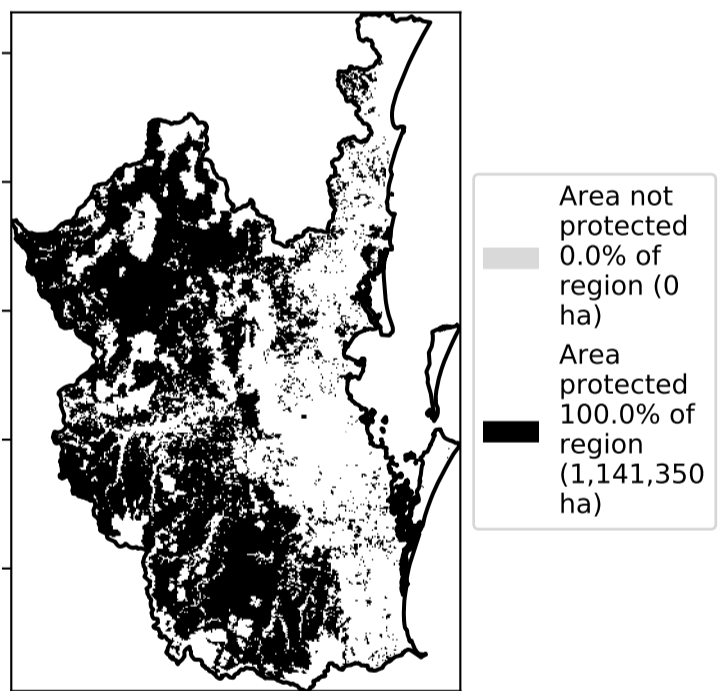 Area not
protected
0.0% of
region (0
ha)
Area
protected
100.0% of
region
(1,141,350
ha)